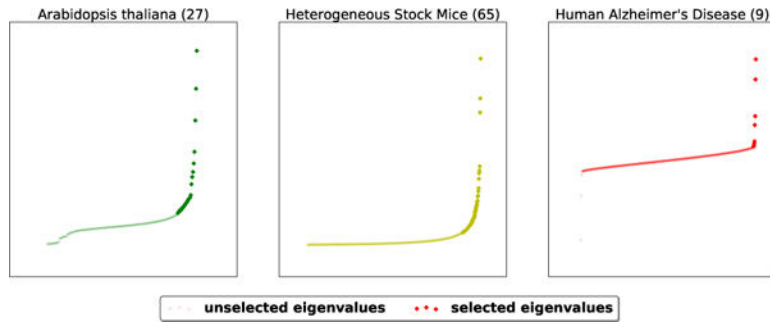 Arabidopsis thaliana (27)
Heterogeneous Stock Mice (65)
Human Alzheimer's Disease (9)
unselected eigenvalues
selected eigenvalues